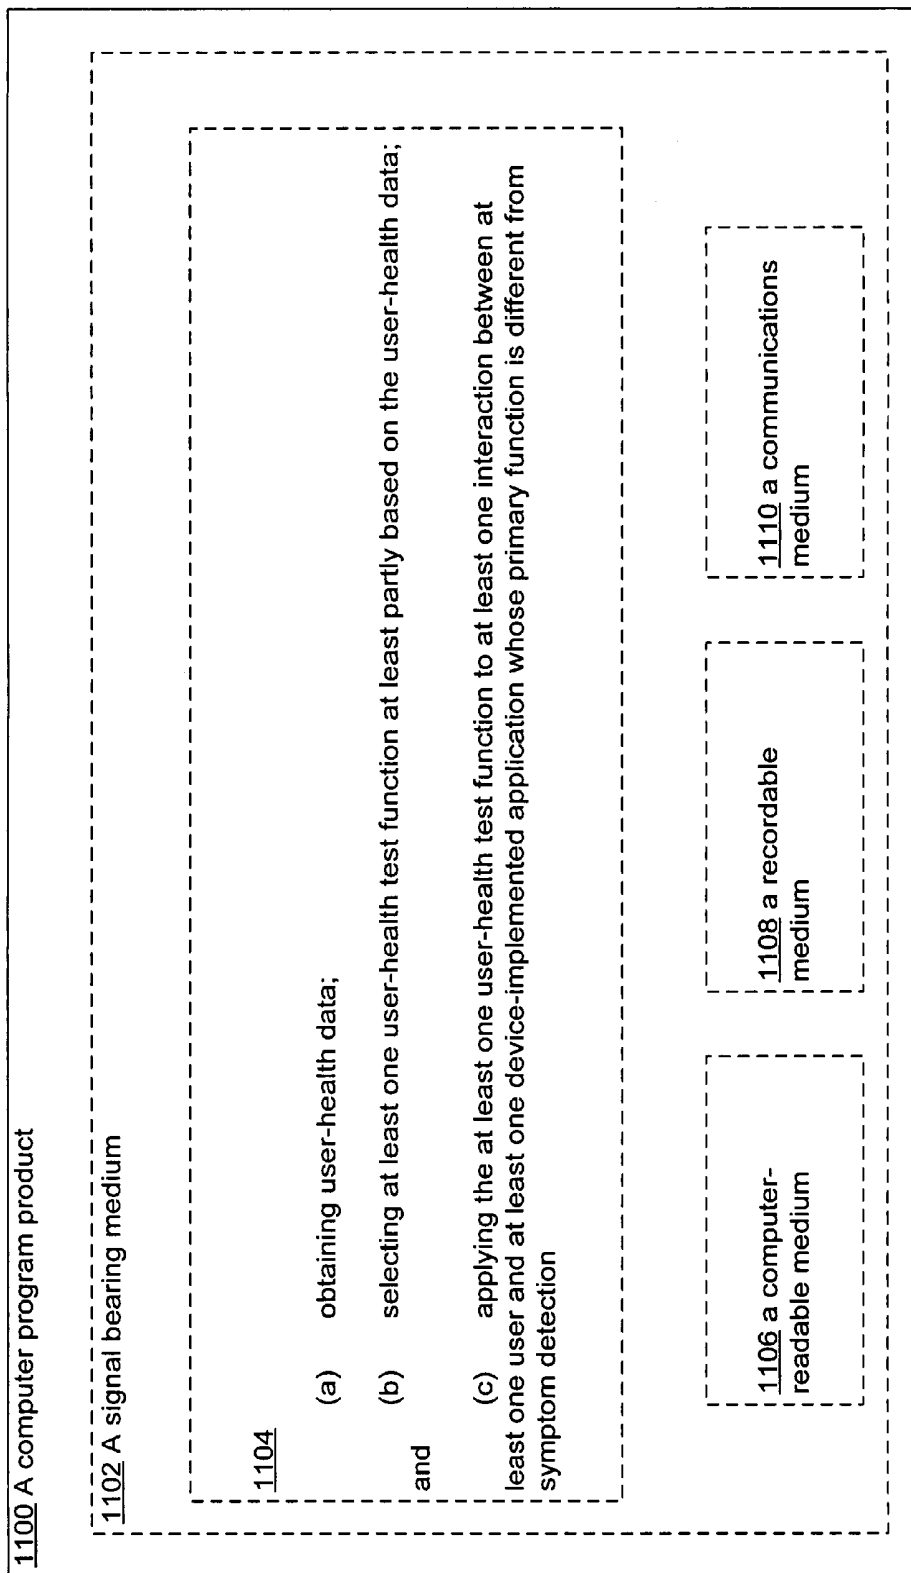 1100 A computer program product
1102 A signal bearing medium
1104
(a) obtaining user-health data;
(b) selecting at least one user-health test function at least partly based on the user-health data;
and
(c) applying the at least one user-health test function to at least one interaction between at
least one user and at least one device-implemented application whose primary function is different from
symptom detection
1106 a computer-
readable medium
1108 a recordable
medium
1110 a communications
medium